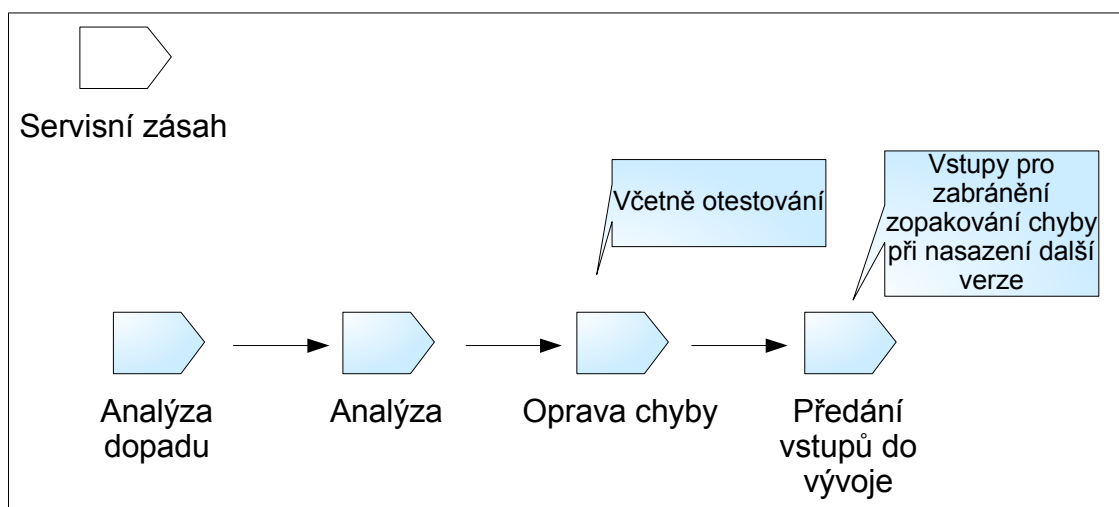 Servisní zásah
Včetně otestování
Vstupy pro
zabránění
zopakování chyby
při nasazení další
verze
Analýza
dopadu
Analýza
Oprava chyby
Předání
vstupů do
vývoje